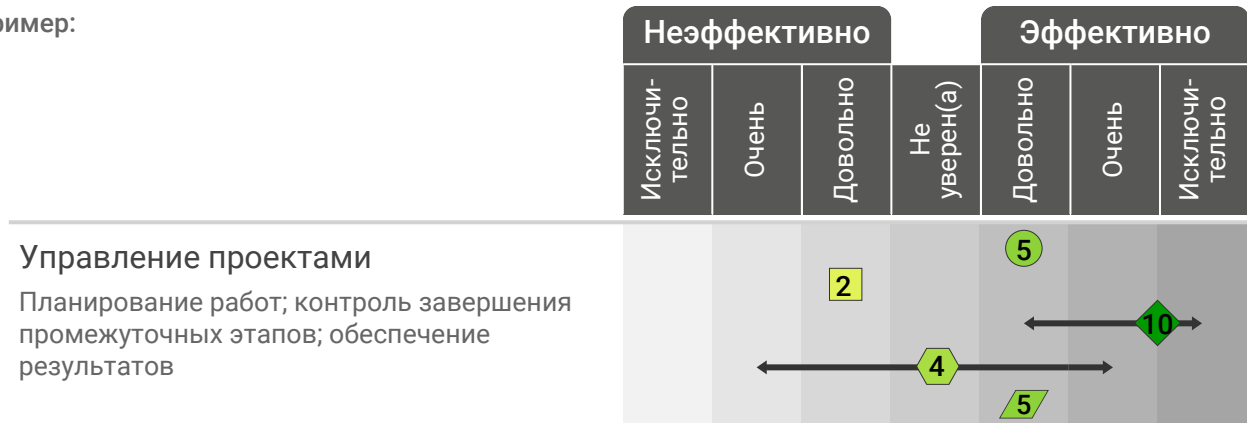 ример:
Неэффективно
Эффективно
Исключи-
тельно
Очень
Довольно
Не
уверен(а)
Довольно
Очень
Исключи-
тельно
Управление проектами
Планирование работ; контроль завершения
промежуточных этапов; обеспечение
результатов
5
2
10
4
5